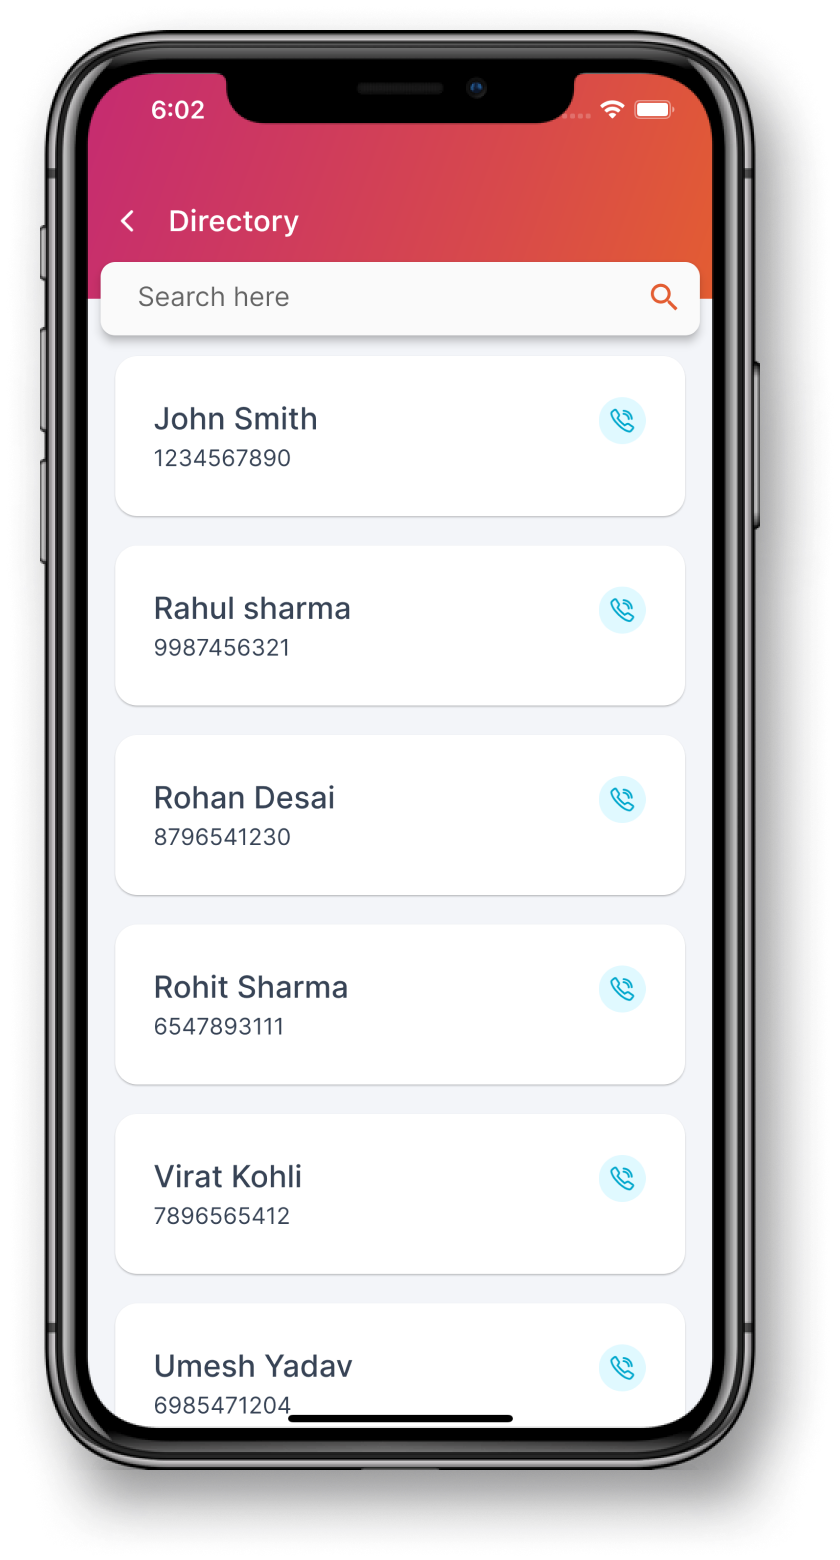 6:02
Directory
Search here
John Smith
1234567890
Rahul sharma
9987456321
Rohan Desai
8796541230
Rohit Sharma
6547893111
Virat Kohli
7896565412
Umesh Yadav
6985471204